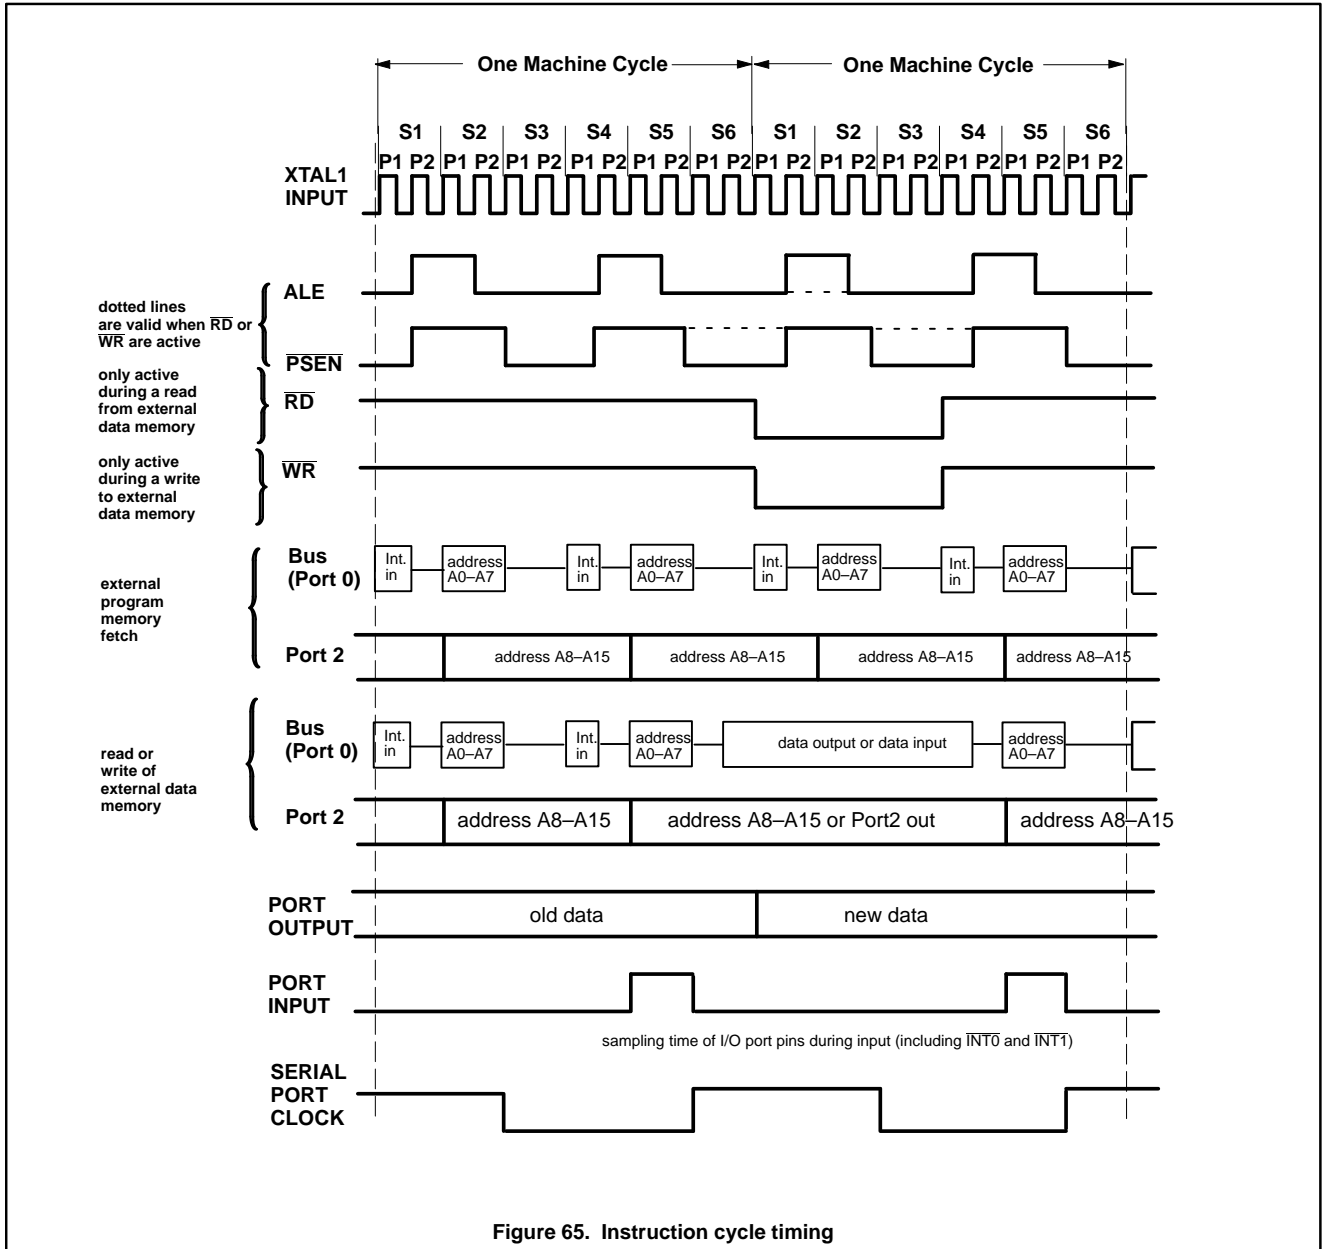 One Machine Cycle One Machine Cycle
S1 S2 S3 S4 S5 S6 S1 S2 S3 S4 S5 S6
P1 P2 P1 P2 P1 P2 P1 P2 P1 P2 P1 P2 P1 P2 P1 P2 P1 P2 P1 P2 P1 P2 P1 P2
XTAL1
INPUT
ALE
dotted lines
are valid when RD or
WR are active
PSEN
only active
during a read
from external
data memory
RD
only active
during a write
to external
data memory
WR
external
program
memory
fetch
Bus
(Port 0)
Int. in address A0–A7 Int. in address A0–A7 Int. in address A0–A7 Int. in address A0–A7
Port 2
address A8–A15 address A8–A15 address A8–A15 address A8–A15
read or
write of
external data
memory
Bus
(Port 0)
Int. in address A0–A7 Int. in address A0–A7 data output or data input address A0–A7
Port 2
address A8–A15 address A8–A15 or Port2 out address A8–A15
PORT
OUTPUT
old data new data
PORT
INPUT
sampling time of I/O port pins during input (including INT0 and INT1)
SERIAL
PORT
CLOCK
Figure 65. Instruction cycle timing